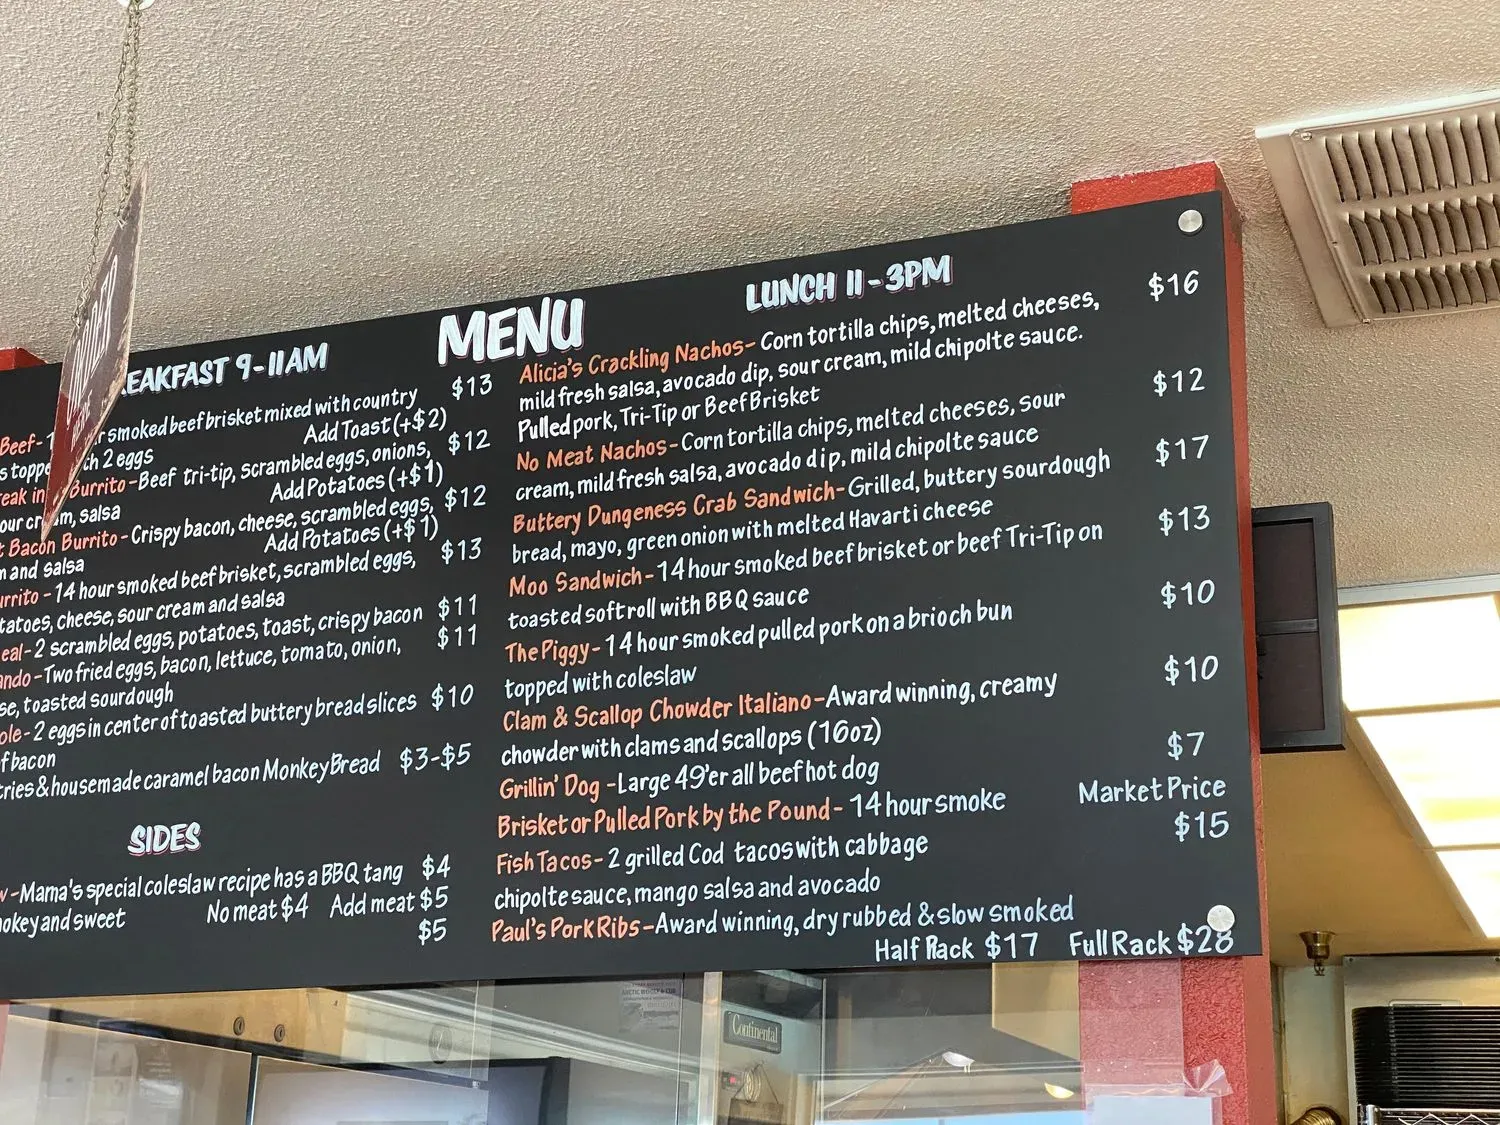 MENU
EAKFAST 9-11AM
Beef- smoked beef brisket mixed with country $13
Add Toast (+$2)
s topped with 2 eggs
Burrito-Beef tri-tip, scrambled eggs, onions, $12
Add Potatoes (+$1)
our cream, salsa
Bacon Burrito-Crispy bacon, cheese, scrambled eggs, $12
Add Potatoes (+$1)
and salsa
urrito-14 hour smoked beef brisket, scrambled eggs, $13
tatoes, cheese, sour cream and salsa
eal-2 scrambled eggs, potatoes, toast, crispy bacon $11
ando-Two fried eggs, bacon, lettuce, tomato, onion, $11
se, toasted sourdough
ole-2 eggs in center of toasted buttery bread slices $10
f bacon
tries & housemade caramel bacon Monkey Bread $3-$5
SIDES
w-Mama's special coleslaw recipe has a BBQ tang $4
okey and sweet No meat $4 Add meat $5
$5
LUNCH 11-3PM
Alicia's Crackling Nachos-Corn tortilla chips, melted cheeses, $16
mild fresh salsa, avocado dip, sour cream, mild chipolte sauce.
Pulled pork, Tri-Tip or Beef Brisket
No Meat Nachos-Corn tortilla chips, melted cheeses, sour $12
cream, mild fresh salsa, avocado dip, mild chipolte sauce
Buttery Dungeness Crab Sandwich-Grilled, buttery sourdough $17
bread, mayo, green onion with melted Havarti cheese
Moo Sandwich-14 hour smoked beef brisket or beef Tri-Tip on $13
toasted soft roll with BBQ sauce
The Piggy-14 hour smoked pulled pork on a brioch bun $10
topped with coleslaw
Clam & Scallop Chowder Italiano-Award winning, creamy $10
chowder with clams and scallops (16oz)
Grillin' Dog-Large 49'er all beef hot dog $7
Brisket or Pulled Pork by the Pound-14 hour smoke Market Price
Fish Tacos-2 grilled Cod tacos with cabbage $15
chipolte sauce, mango salsa and avocado
Paul's Pork Ribs-Award winning, dry rubbed & slow smoked
Half Rack $17 Full Rack $28
Continental